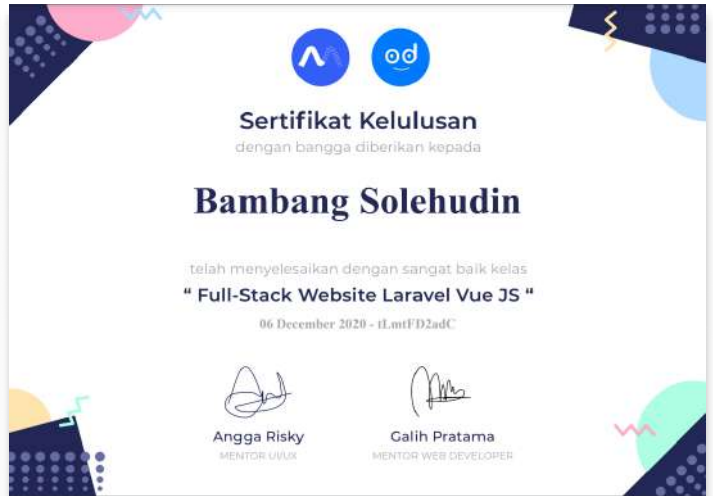 Sertifikat Kelulusan
dengan bangga diberikan kepada
Bambang Solehudin
telah menyelesaikan dengan sangat baik kelas
“ Full-Stack Website Laravel Vue JS “
06 December 2020 - tLmtFD2adC
Angga Risky Galih Pratama
MENTOR UI/UX MENTOR WEB DEVELOPER